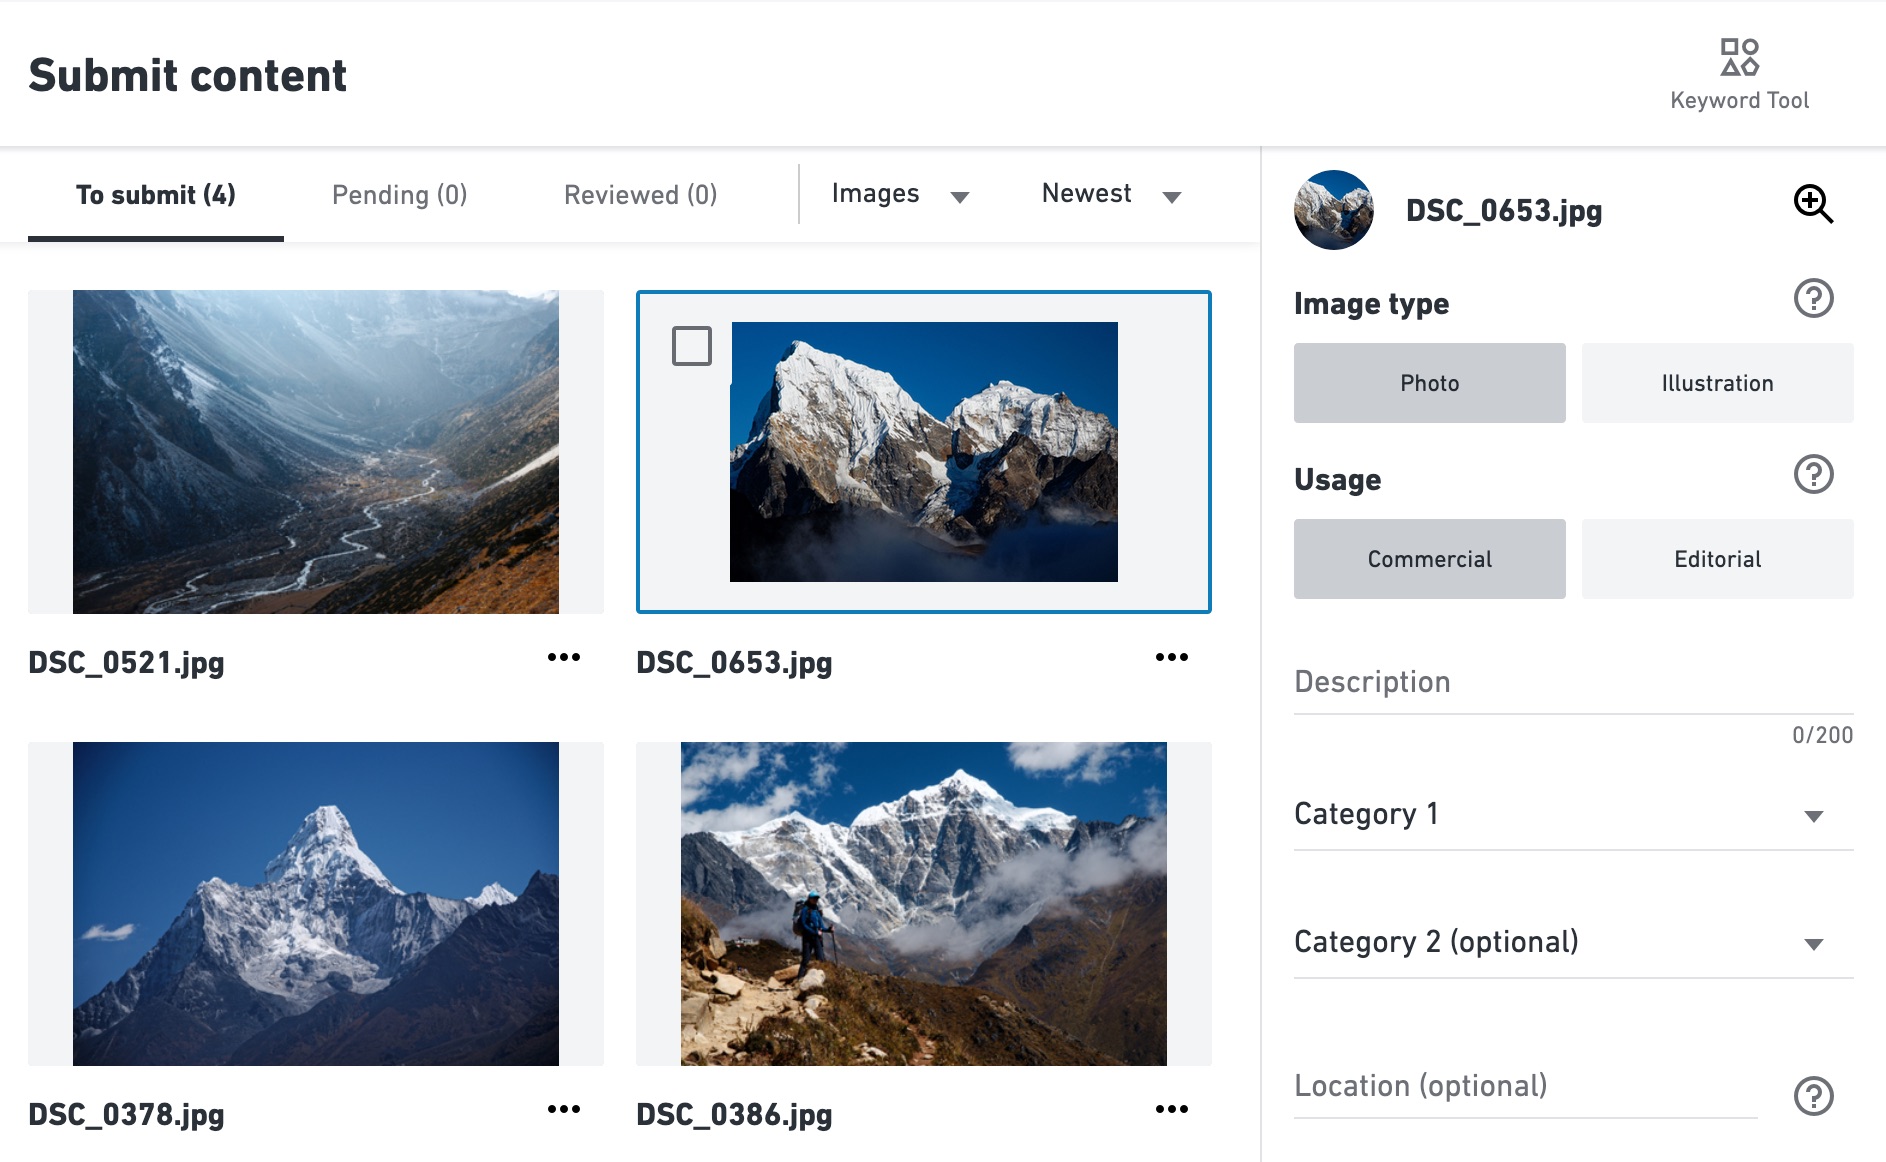 Submit content
Keyword Tool
To submit (4)
Pending (0)
Reviewed (0)
Images
Newest
DSC_0521.jpg
DSC_0653.jpg
DSC_0378.jpg
DSC_0386.jpg
DSC_0653.jpg
Image type
Photo
Illustration
Usage
Commercial
Editorial
Description
0/200
Category 1
Category 2 (optional)
Location (optional)